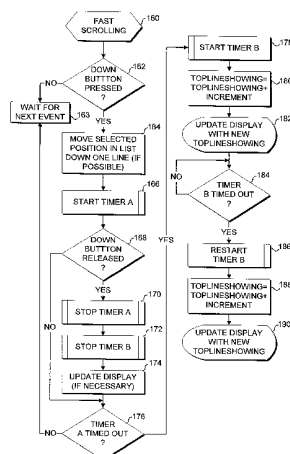 FAST
SCROLLING
160
DOWN
BUTTTON
PRESSED
?
162
NO
WAIT FOR
NEXT EVENT
163
YES
MOVE SELECTED
POSITION IN LIST
DOWN ONE LINE (IF
POSSIBLE)
164
START TIMER A
166
DOWN
BUTTTON
RELEASED
?
168
YES
NO
STOP TIMER A
170
STOP TIMER B
172
UPDATE DISPLAY
(IF NECESSARY)
174
TIMER
A TIMED OUT
?
176
NO
YES
START TIMER B
178
TOPLINESHOWING=
TOPLINESHOWING+
INCREMENT
180
UPDATE DISPLAY
WITH NEW
TOPLINESHOWING
182
TIMER
B TIMED OUT
?
184
NO
YES
RESTART
TIMER B
186
TOPLINESHOWING=
TOPLINESHOWING+
INCREMENT
188
UPDATE DISPLAY
WITH NEW
TOPLINESHOWING
190